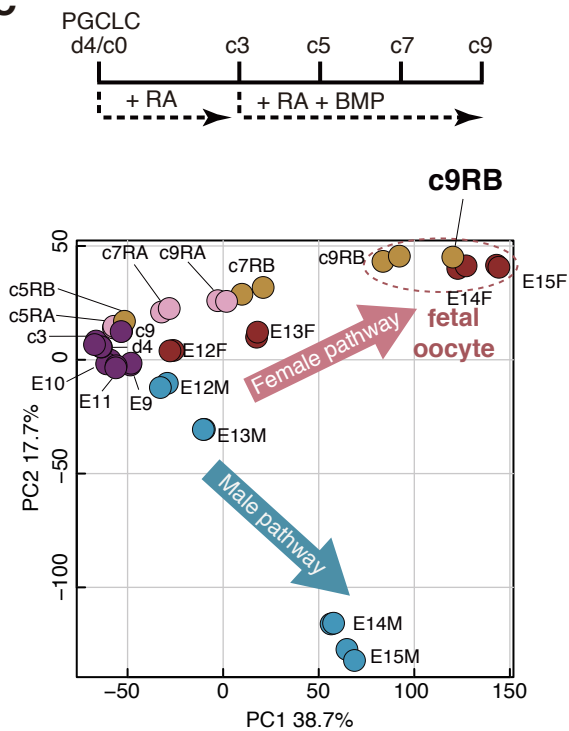 PGCLC
d4/c0 c3 c5 c7 c9
+ RA + RA + BMP
c9RB
c7RA c9RA c7RB c9RB
c5RB
c5RA
c3
c9
d4
E10
E11 E9
E12F
E13F
E14F
E15F
E12M
E13M
E14M
E15M
Female pathway
fetal
oocyte
Male pathway
50
0
−50
−100
PC2 17.7%
−50 0 50 100 150
PC1 38.7%